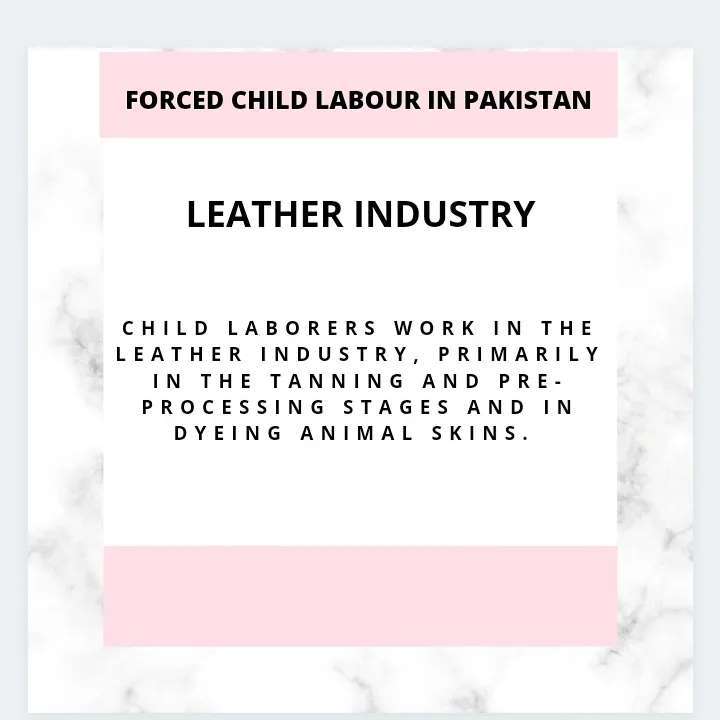 FORCED CHILD LABOUR IN PAKISTAN
LEATHER INDUSTRY
CHILD LABORERS WORK IN THE
LEATHER INDUSTRY, PRIMARILY
IN THE TANNING AND PRE-
PROCESSING STAGES AND IN
DYEING ANIMAL SKINS.